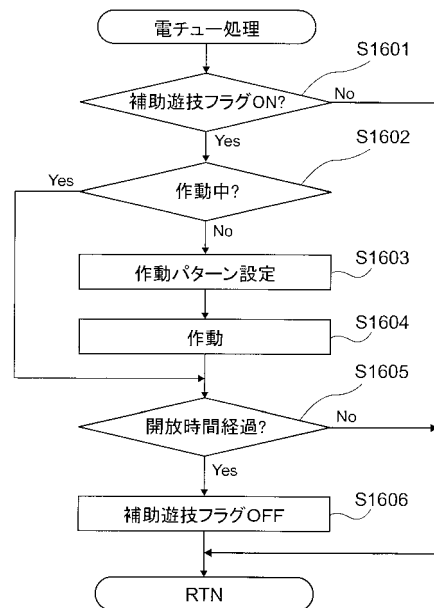 電チュー処理
S1601
補助遊技フラグON?
No
Yes
S1602
Yes
作動中?
No
S1603
作動パターン設定
S1604
作動
S1605
開放時間経過?
No
Yes
S1606
補助遊技フラグOFF
RTN